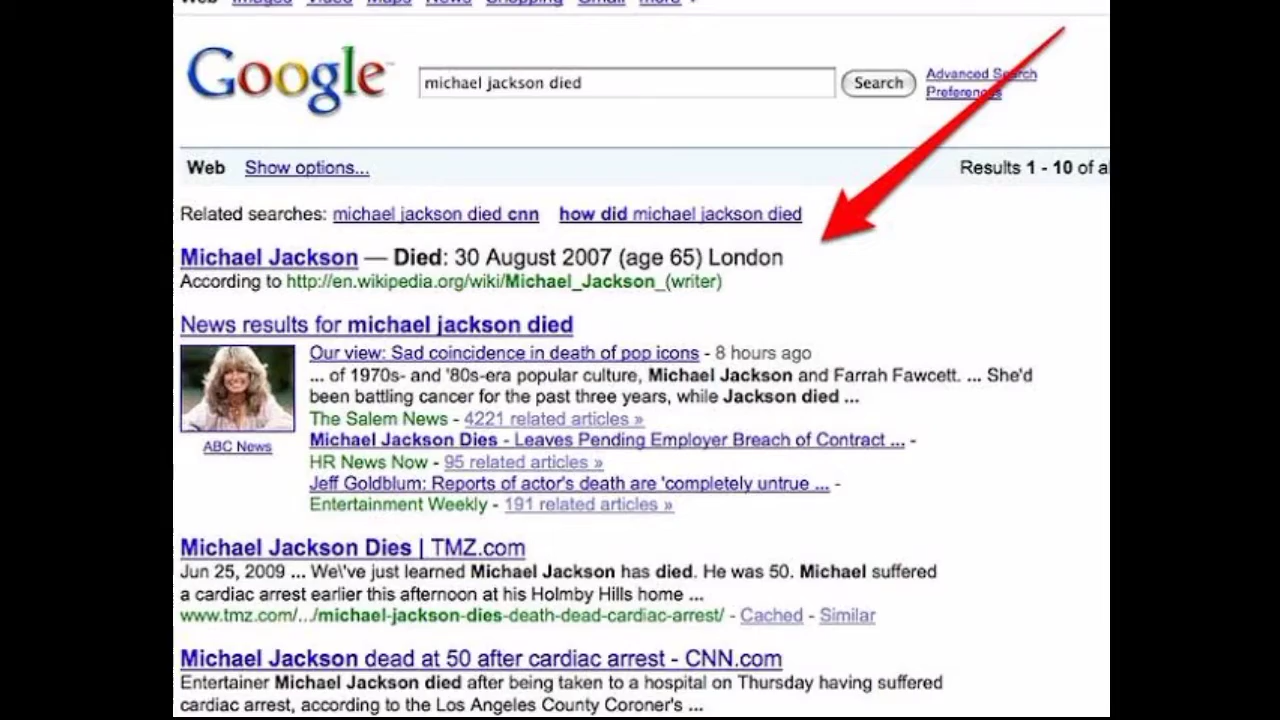 Web Images Video Maps News Shopping Gmail more
Google™ michael jackson died Search Advanced Search
Preferences
Web Show options... Results 1 - 10 of
Related searches: michael jackson died cnn how did michael jackson died
Michael Jackson — Died: 30 August 2007 (age 65) London
According to http://en.wikipedia.org/wiki/Michael_Jackson_(writer)
News results for michael jackson died
Our view: Sad coincidence in death of pop icons - 8 hours ago
... of 1970s- and '80s-era popular culture, Michael Jackson and Farrah Fawcett. ... She'd
been battling cancer for the past three years, while Jackson died ...
The Salem News - 4221 related articles »
ABC News
Michael Jackson Dies - Leaves Pending Employer Breach of Contract ... -
HR News Now - 95 related articles »
Jeff Goldblum: Reports of actor's death are 'completely untrue ... -
Entertainment Weekly - 191 related articles »
Michael Jackson Dies | TMZ.com
Jun 25, 2009 ... We\'ve just learned Michael Jackson has died. He was 50. Michael suffered
a cardiac arrest earlier this afternoon at his Holmby Hills home ...
www.tmz.com/.../michael-jackson-dies-death-dead-cardiac-arrest/ - Cached - Similar
Michael Jackson dead at 50 after cardiac arrest - CNN.com
Entertainer Michael Jackson died after being taken to a hospital on Thursday having suffered
cardiac arrest, according to the Los Angeles County Coroner's ...